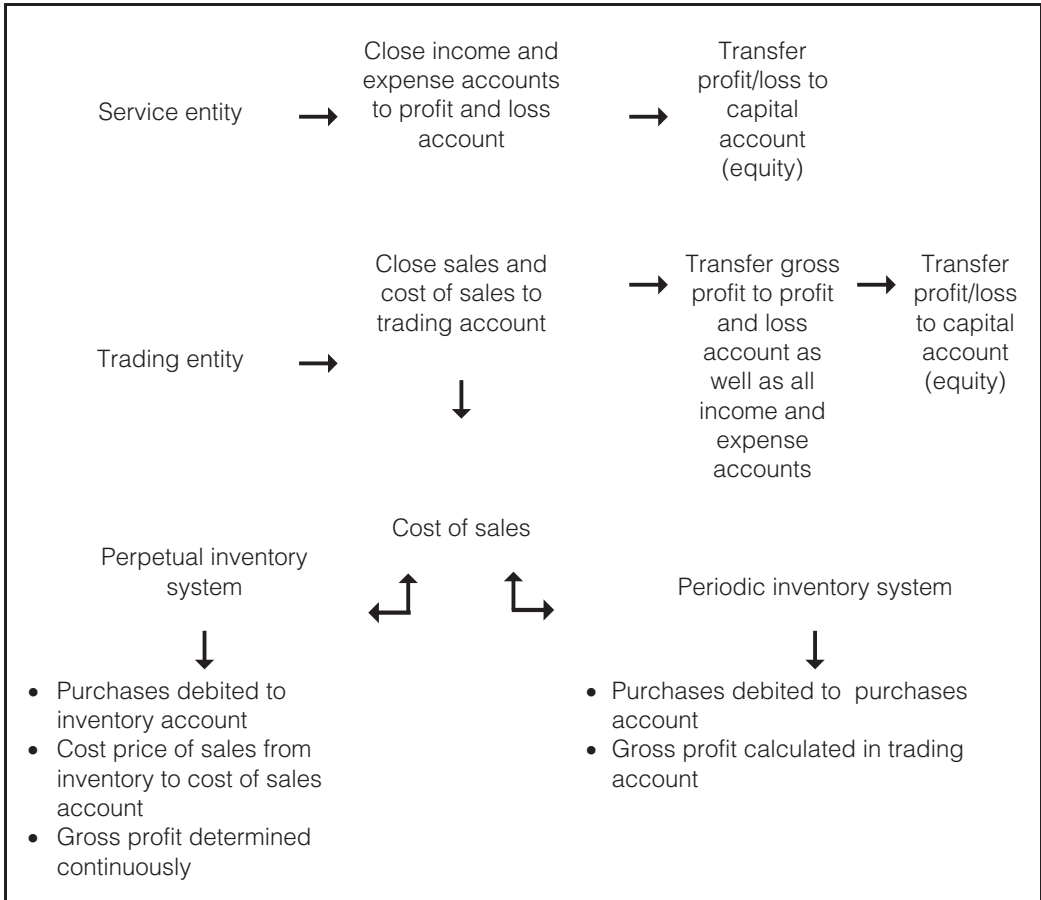 Service entity
Close income and
expense accounts
to profit and loss
account
Transfer
profit/loss to
capital
account
(equity)
Trading entity
Close sales and
cost of sales to
trading account
Transfer gross
profit to profit
and loss
account as
well as all
income and
expense
accounts
Transfer
profit/loss
to capital
account
(equity)
Cost of sales
Perpetual inventory
system
• Purchases debited to
inventory account
• Cost price of sales from
inventory to cost of sales
account
• Gross profit determined
continuously
Periodic inventory system
• Purchases debited to purchases
account
• Gross profit calculated in trading
account